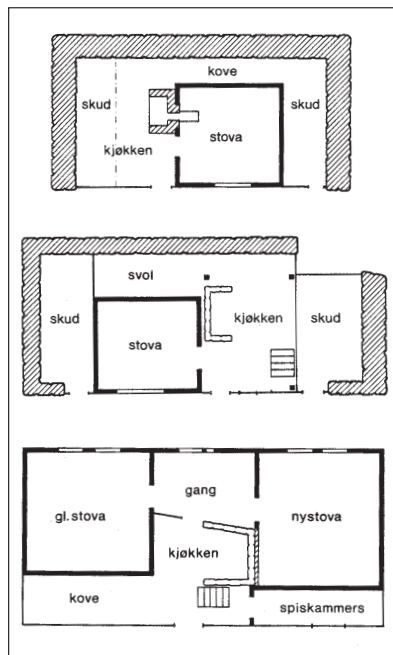 kove
skud
skud
stova
kjøkken
svol
skud
kjøkken
skud
stova
gang
gl. stova
nystova
kjøkken
kove
spiskammers